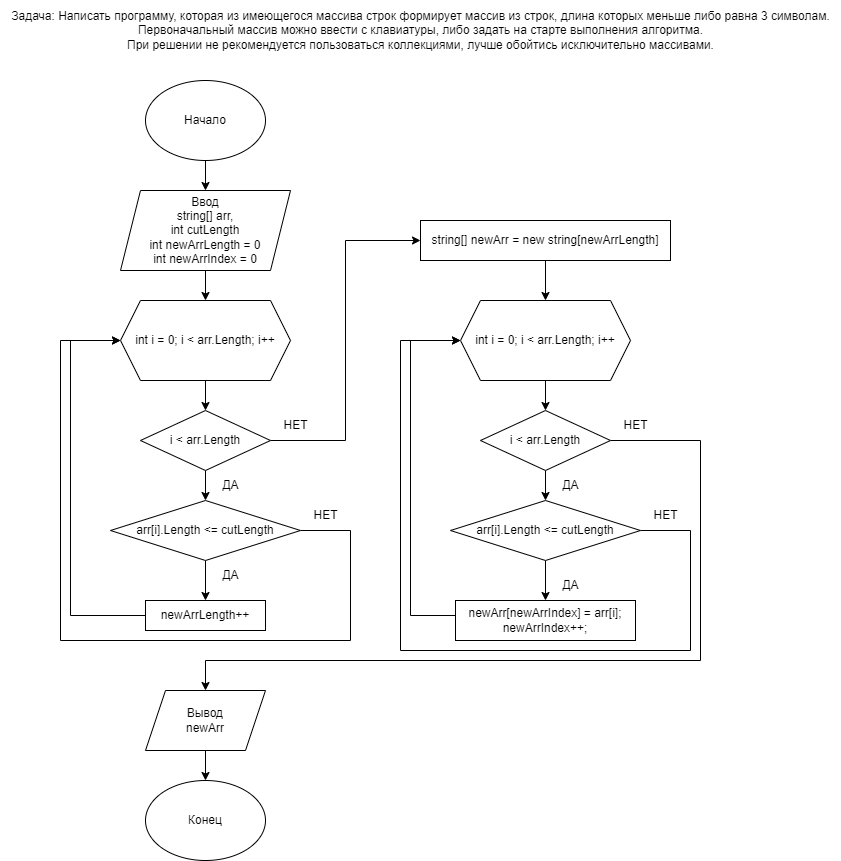 Задача: Написать программу, которая из имеющегося массива строк формирует массив из строк, длина которых меньше либо равна 3 символам.
Первоначальный массив можно ввести с клавиатуры, либо задать на старте выполнения алгоритма.
При решении не рекомендуется пользоваться коллекциями, лучше обойтись исключительно массивами.
Начало
Ввод
string[] arr,
int cutLength
int newArrLength = 0
int newArrIndex = 0
int i = 0; i < arr.Length; i++
i < arr.Length
НЕТ
ДА
arr[i].Length <= cutLength
НЕТ
ДА
newArrLength++
string[] newArr = new string[newArrLength]
int i = 0; i < arr.Length; i++
i < arr.Length
НЕТ
ДА
arr[i].Length <= cutLength
НЕТ
ДА
newArr[newArrIndex] = arr[i];
newArrIndex++;
Вывод
newArr
Конец